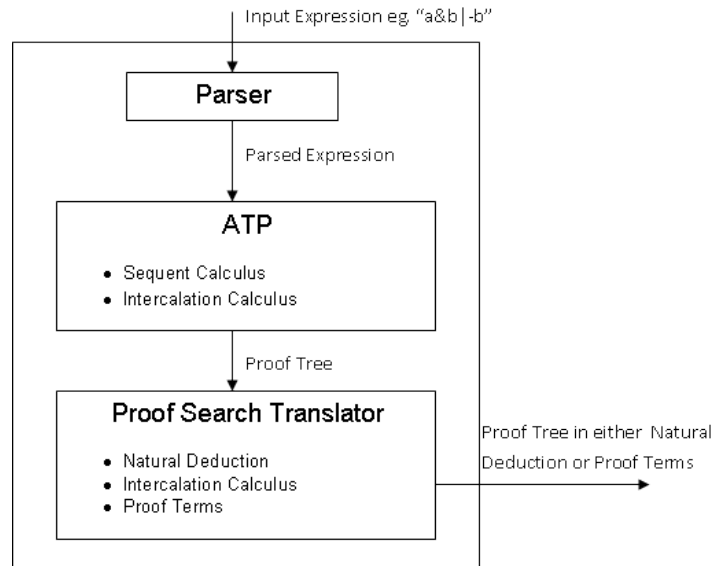 Input Expression eg. “a&b|-b”
Parser
Parsed Expression
ATP
• Sequent Calculus
• Intercalation Calculus
Proof Tree
Proof Search Translator
• Natural Deduction
• Intercalation Calculus
• Proof Terms
Proof Tree in either Natural
Deduction or Proof Terms